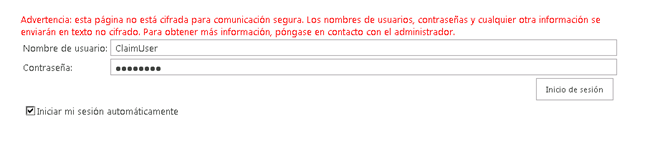 Advertencia: esta página no está cifrada para comunicación segura. Los nombres de usuarios, contraseñas y cualquier otra información se
enviarán en texto no cifrado. Para obtener más información, póngase en contacto con el administrador.
Nombre de usuario: ClaimUser
Contraseña: ●●●●●●●●
Inicio de sesión
Iniciar mi sesión automáticamente